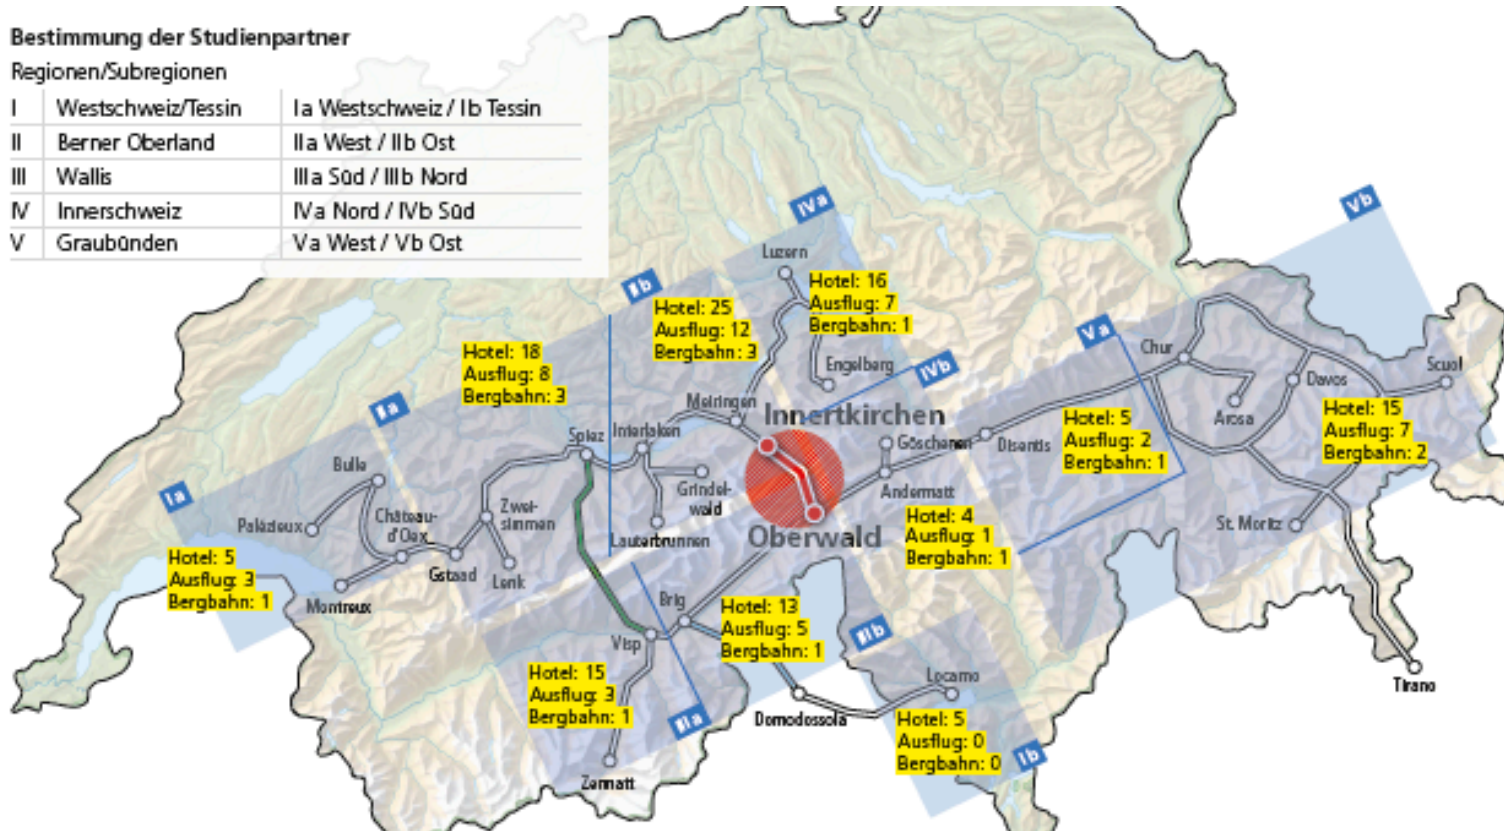 Bestimmung der Studienpartner
Regionen/Subregionen
I Westschweiz/Tessin Ia Westschweiz / Ib Tessin
II Berner Oberland IIa West / IIb Ost
III Wallis IIIa Süd / IIIb Nord
IV Innerschweiz IVa Nord / IVb Süd
V Graubünden Va West / Vb Ost
IVa
Vb
Luzern
IIb
Hotel: 16
Ausflug: 7
Bergbahn: 1
Hotel: 25
Ausflug: 12
Bergbahn: 3
Va
Hotel: 18
Ausflug: 8
Bergbahn: 3
Engelberg
IVb
Chur
Scuol
Davos
IIa
Meiringen
Innertkirchen
Arosa
Hotel: 15
Ausflug: 7
Bergbahn: 2
Hotel: 5
Ausflug: 2
Bergbahn: 1
Spiez
Interlaken
Göschenen
Disentis
Bulle
Grindel-
wald
Andermatt
Ia
Palézieux
Château-
d'Oex
Zwei-
simmen
Hotel: 4
Ausflug: 1
Bergbahn: 1
St. Moritz
Lauterbrunnen
Oberwald
Hotel: 5
Ausflug: 3
Bergbahn: 1
Gstaad
Lenk
Montreux
Brig
Hotel: 13
Ausflug: 5
Bergbahn: 1
IIIb
Visp
Hotel: 15
Ausflug: 3
Bergbahn: 1
Locarno
Tirano
IIIa
Domodossola
Hotel: 5
Ausflug: 0
Bergbahn: 0
Ib
Zermatt